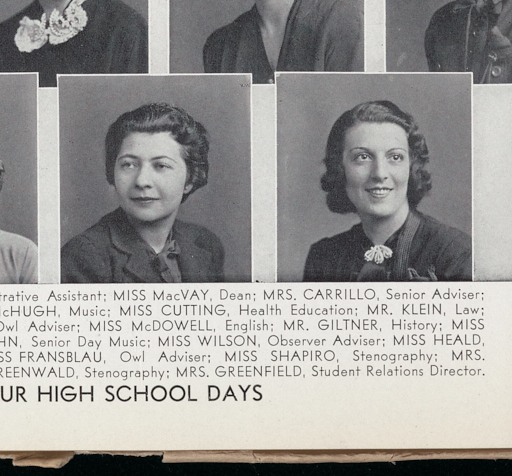 trative Assistant; MISS MacVAY, Dean; MRS. CARRILLO, Senior Adviser;
cHUGH, Music; MISS CUTTING, Health Education; MR. KLEIN, Law;
Owl Adviser; MISS McDOWELL, English; MR. GILTNER, History; MISS
HN, Senior Day Music; MISS WILSON, Observer Adviser; MISS HEALD,
SS FRANSBLAU, Owl Adviser; MISS SHAPIRO, Stenography; MRS.
REENWALD, Stenography; MRS. GREENFIELD, Student Relations Director.
UR HIGH SCHOOL DAYS